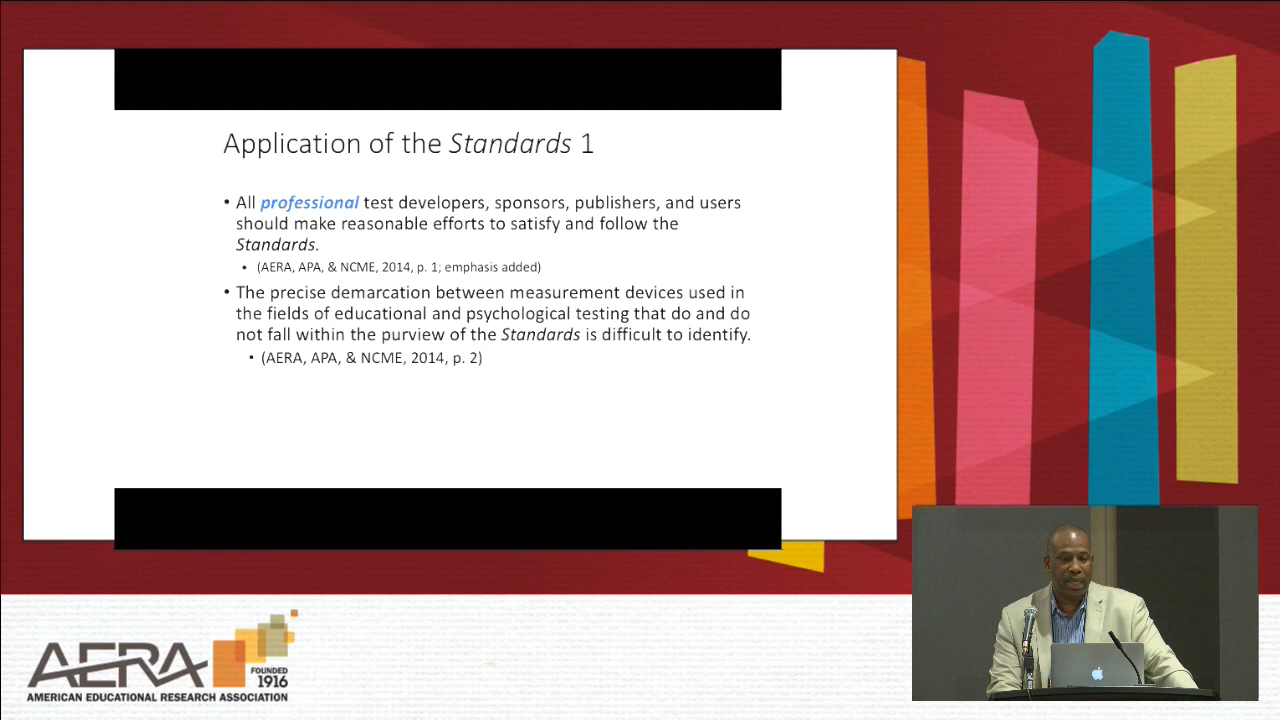 Application of the Standards 1
• All professional test developers, sponsors, publishers, and users
should make reasonable efforts to satisfy and follow the
Standards.
• (AERA, APA, & NCME, 2014, p. 1; emphasis added)
• The precise demarcation between measurement devices used in
the fields of educational and psychological testing that do and do
not fall within the purview of the Standards is difficult to identify.
• (AERA, APA, & NCME, 2014, p. 2)
AERA
FOUNDED
1916
AMERICAN EDUCATIONAL RESEARCH ASSOCIATION